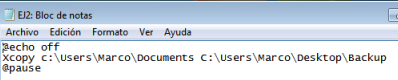 EJ2: Bloc de notas
Archivo Edición Formato Ver Ayuda
@echo off
Xcopy c:\Users\Marco\Documents C:\Users\Marco\Desktop\Backup
@pause